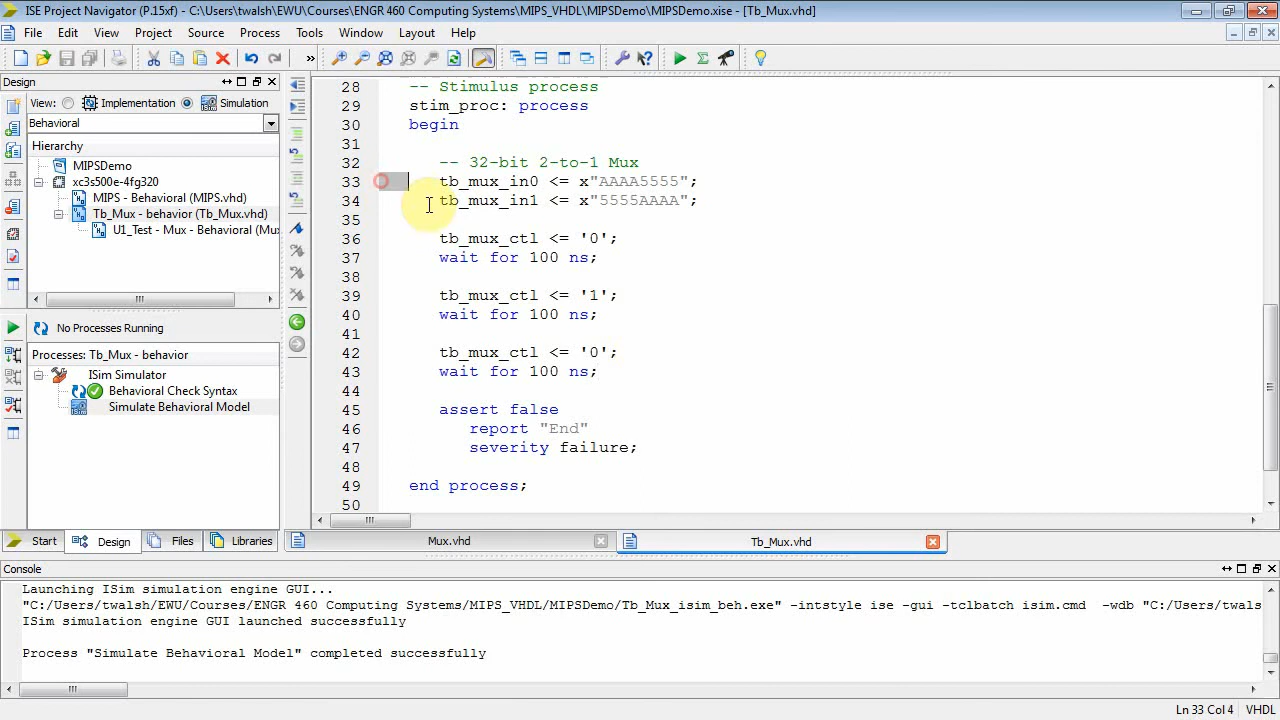 ISE Project Navigator (P.15xf) - C:\Users\twalsh\EWU\Courses\ENGR 460 Computing Systems\MIPS_VHDL\MIPSDemo\MIPSDemo.xise - [Tb_Mux.vhd]
File Edit View Project Source Process Tools Window Layout Help
Design
View: Implementation Simulation
Behavioral
Hierarchy
MIPSDemo
xc3s500e-4fg320
MIPS - Behavioral (MIPS.vhd)
Tb_Mux - behavior (Tb_Mux.vhd)
U1_Test - Mux - Behavioral (Mux
No Processes Running
Processes: Tb_Mux - behavior
ISim Simulator
Behavioral Check Syntax
Simulate Behavioral Model
Start Design Files Libraries
28 -- Stimulus process
29 stim_proc: process
30 begin
31
32 -- 32-bit 2-to-1 Mux
33 tb_mux_in0 <= x"AAAA5555";
34 tb_mux_in1 <= x"5555AAAA";
35
36 tb_mux_ctl <= '0';
37 wait for 100 ns;
38
39 tb_mux_ctl <= '1';
40 wait for 100 ns;
41
42 tb_mux_ctl <= '0';
43 wait for 100 ns;
44
45 assert false
46 report "End"
47 severity failure;
48
49 end process;
50
Mux.vhd Tb_Mux.vhd
Console
Launching ISim simulation engine GUI...
"C:/Users/twalsh/EWU/Courses/ENGR 460 Computing Systems/MIPS_VHDL/MIPSDemo/Tb_Mux_isim_beh.exe" -intstyle ise -gui -tclbatch isim.cmd -wdb "C:/Users/twals
ISim simulation engine GUI launched successfully
Process "Simulate Behavioral Model" completed successfully
Ln 33 Col 4 VHDL